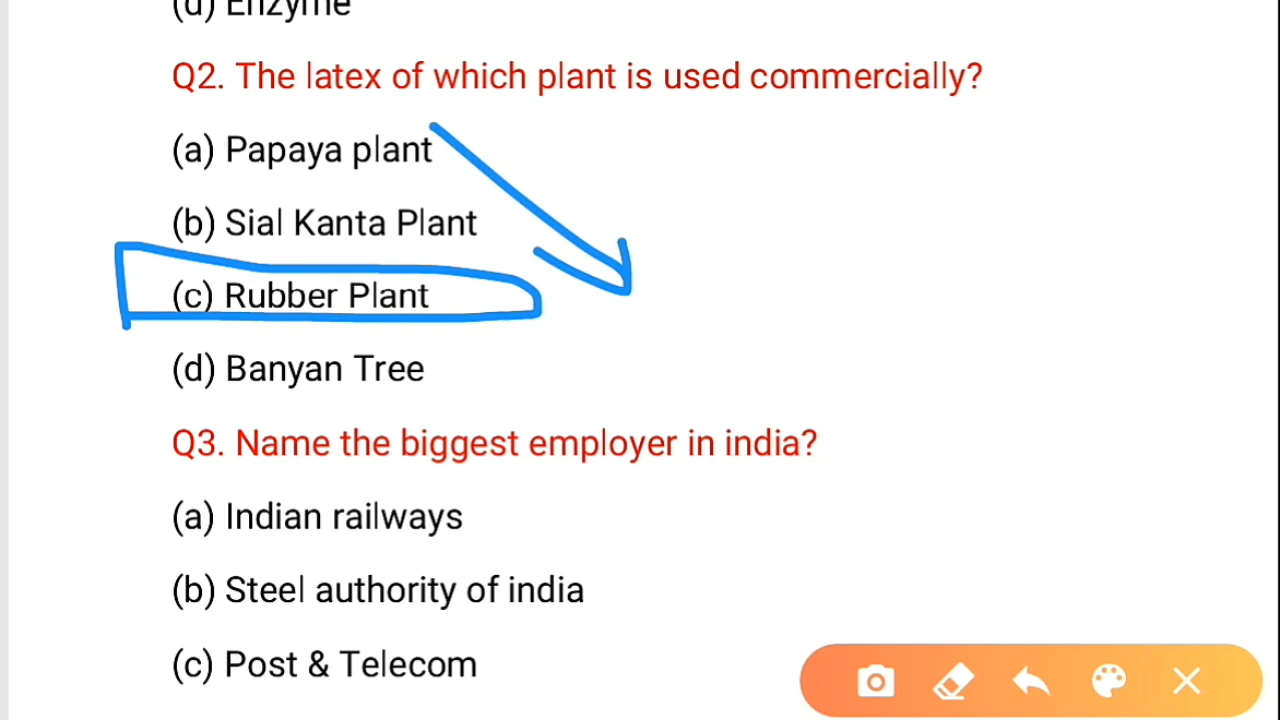 (d) Enzyme
Q2. The latex of which plant is used commercially?
(a) Papaya plant
(b) Sial Kanta Plant
(c) Rubber Plant
(d) Banyan Tree
Q3. Name the biggest employer in india?
(a) Indian railways
(b) Steel authority of india
(c) Post & Telecom